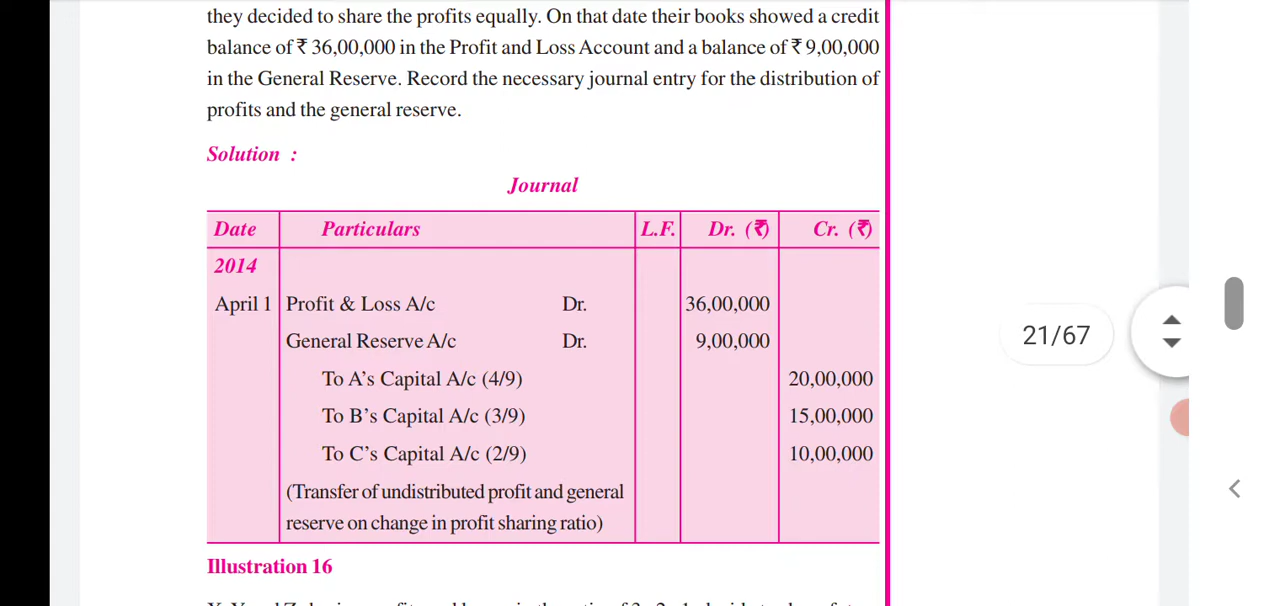 they decided to share the profits equally. On that date their books showed a credit
balance of ₹ 36,00,000 in the Profit and Loss Account and a balance of ₹ 9,00,000
in the General Reserve. Record the necessary journal entry for the distribution of
profits and the general reserve.
Solution :
Journal
Date Particulars L.F. Dr. (₹) Cr. (₹)
2014
April 1 Profit & Loss A/c Dr. 36,00,000
General Reserve A/c Dr. 9,00,000
To A's Capital A/c (4/9) 20,00,000
To B's Capital A/c (3/9) 15,00,000
To C's Capital A/c (2/9) 10,00,000
(Transfer of undistributed profit and general
reserve on change in profit sharing ratio)
Illustration 16
21/67